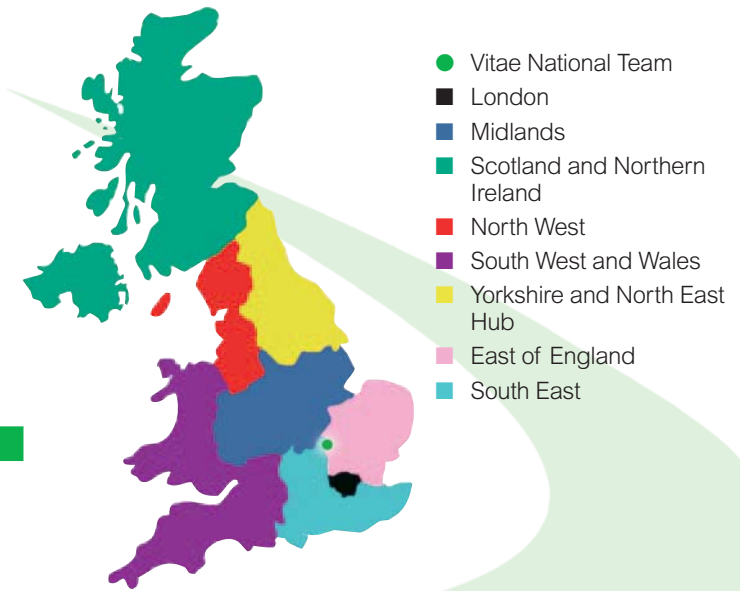 Vitae National Team
London
Midlands
Scotland and Northern
Ireland
North West
South West and Wales
Yorkshire and North East
Hub
East of England
South East